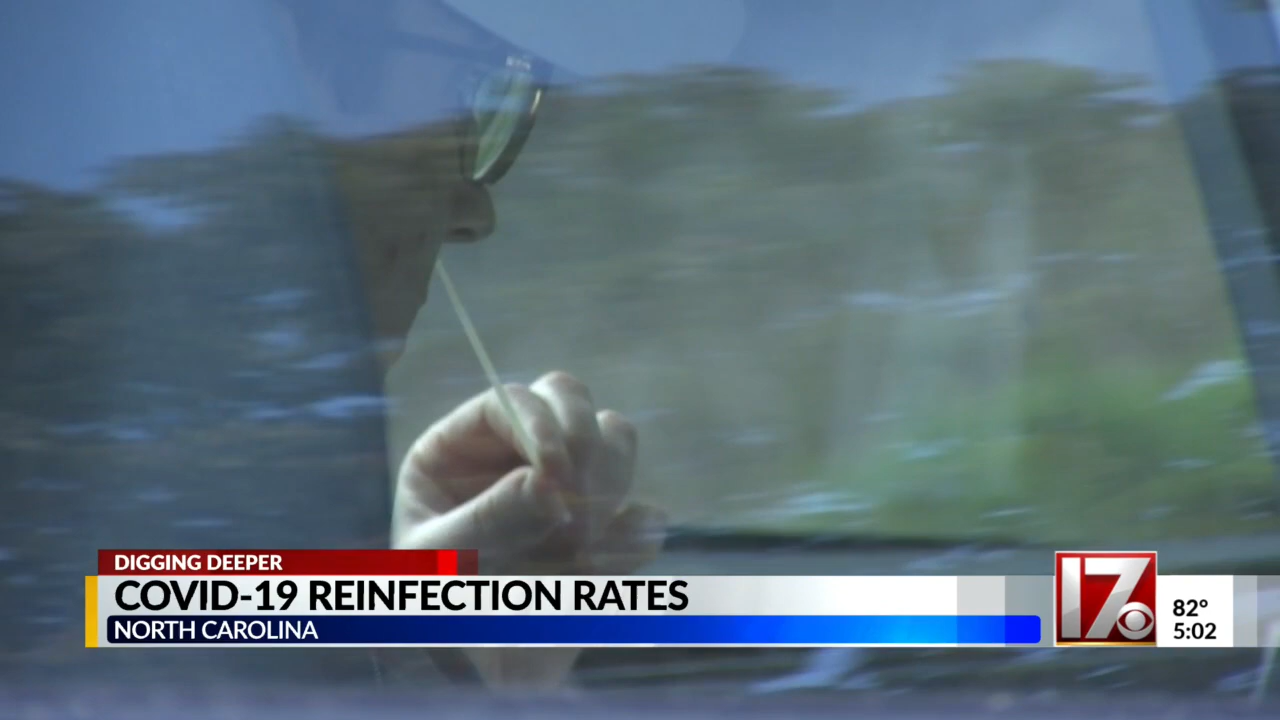 DIGGING DEEPER
COVID-19 REINFECTION RATES
NORTH CAROLINA
17
82°
5:02